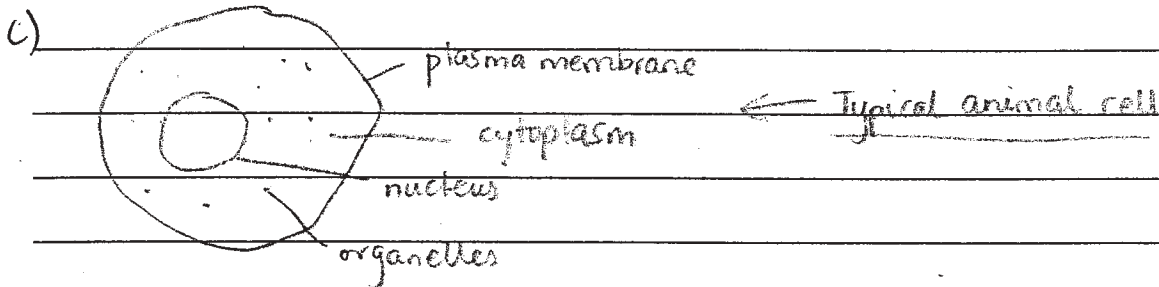 c)
plasma membrane
← Typical animal cell
cytoplasm
nucleus
organelles